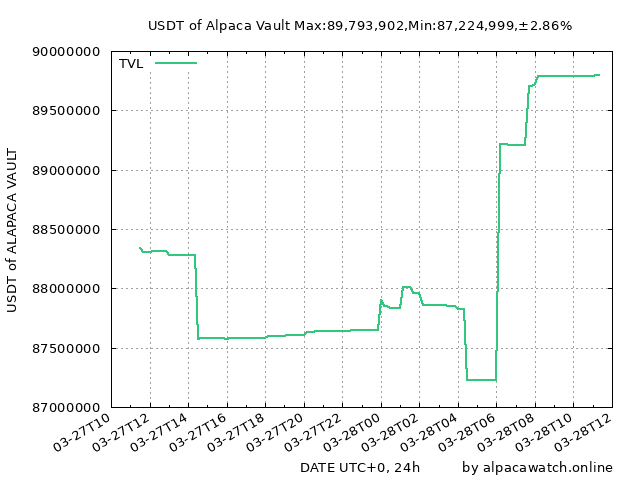 USDT of Alpaca Vault Max:89,793,902,Min:87,224,999,±2.86%
TVL
90000000
89500000
89000000
88500000
88000000
87500000
87000000
USDT of ALAPACA VAULT
03-27T10
03-27T12
03-27T14
03-27T16
03-27T18
03-27T20
03-27T22
03-28T00
03-28T02
03-28T04
03-28T06
03-28T08
03-28T10
03-28T12
DATE UTC+0, 24h
by alpacawatch.online